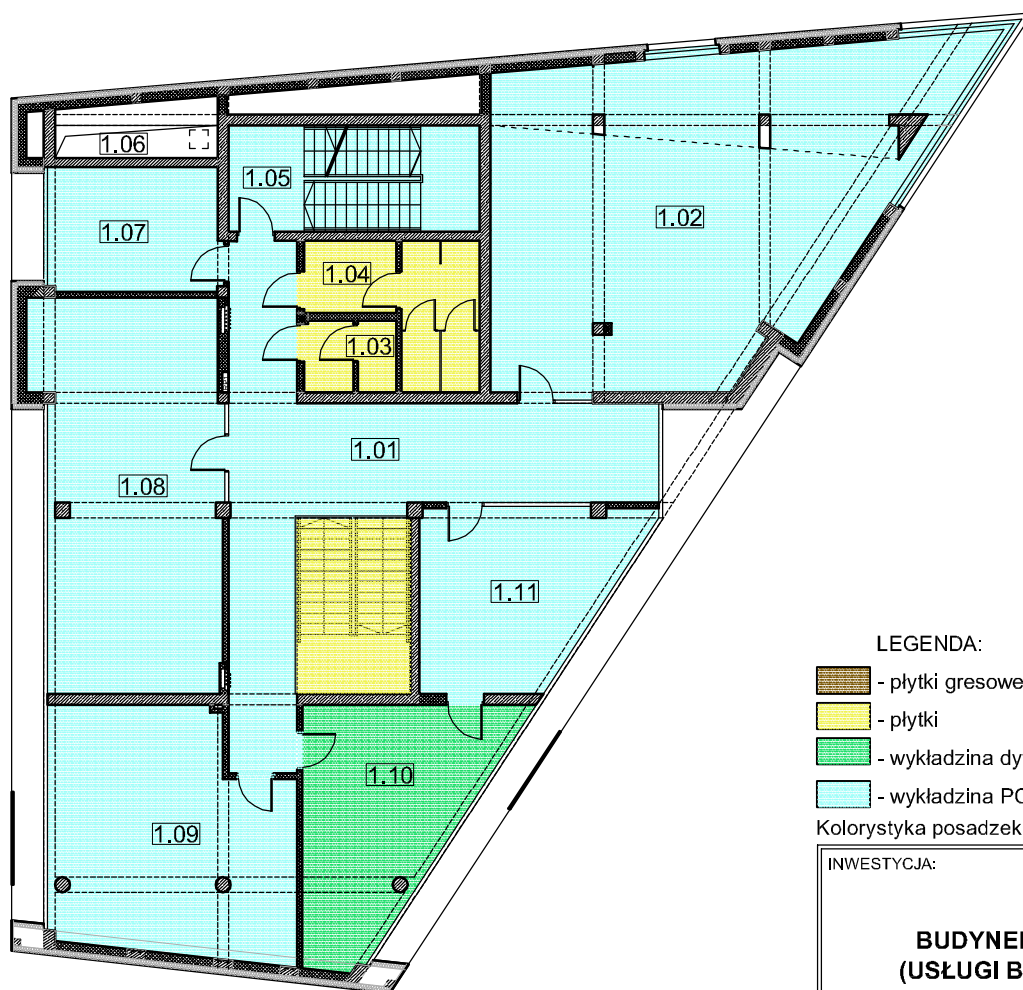 1.06
1.05
1.07
1.02
1.04
1.03
1.01
1.08
1.11
1.10
1.09
LEGENDA:
- płytki gresowe
- płytki
- wykładzina dy
- wykładzina PC
Kolorystyka posadzek
INWESTYCJA:
BUDYNE
(USŁUGI B